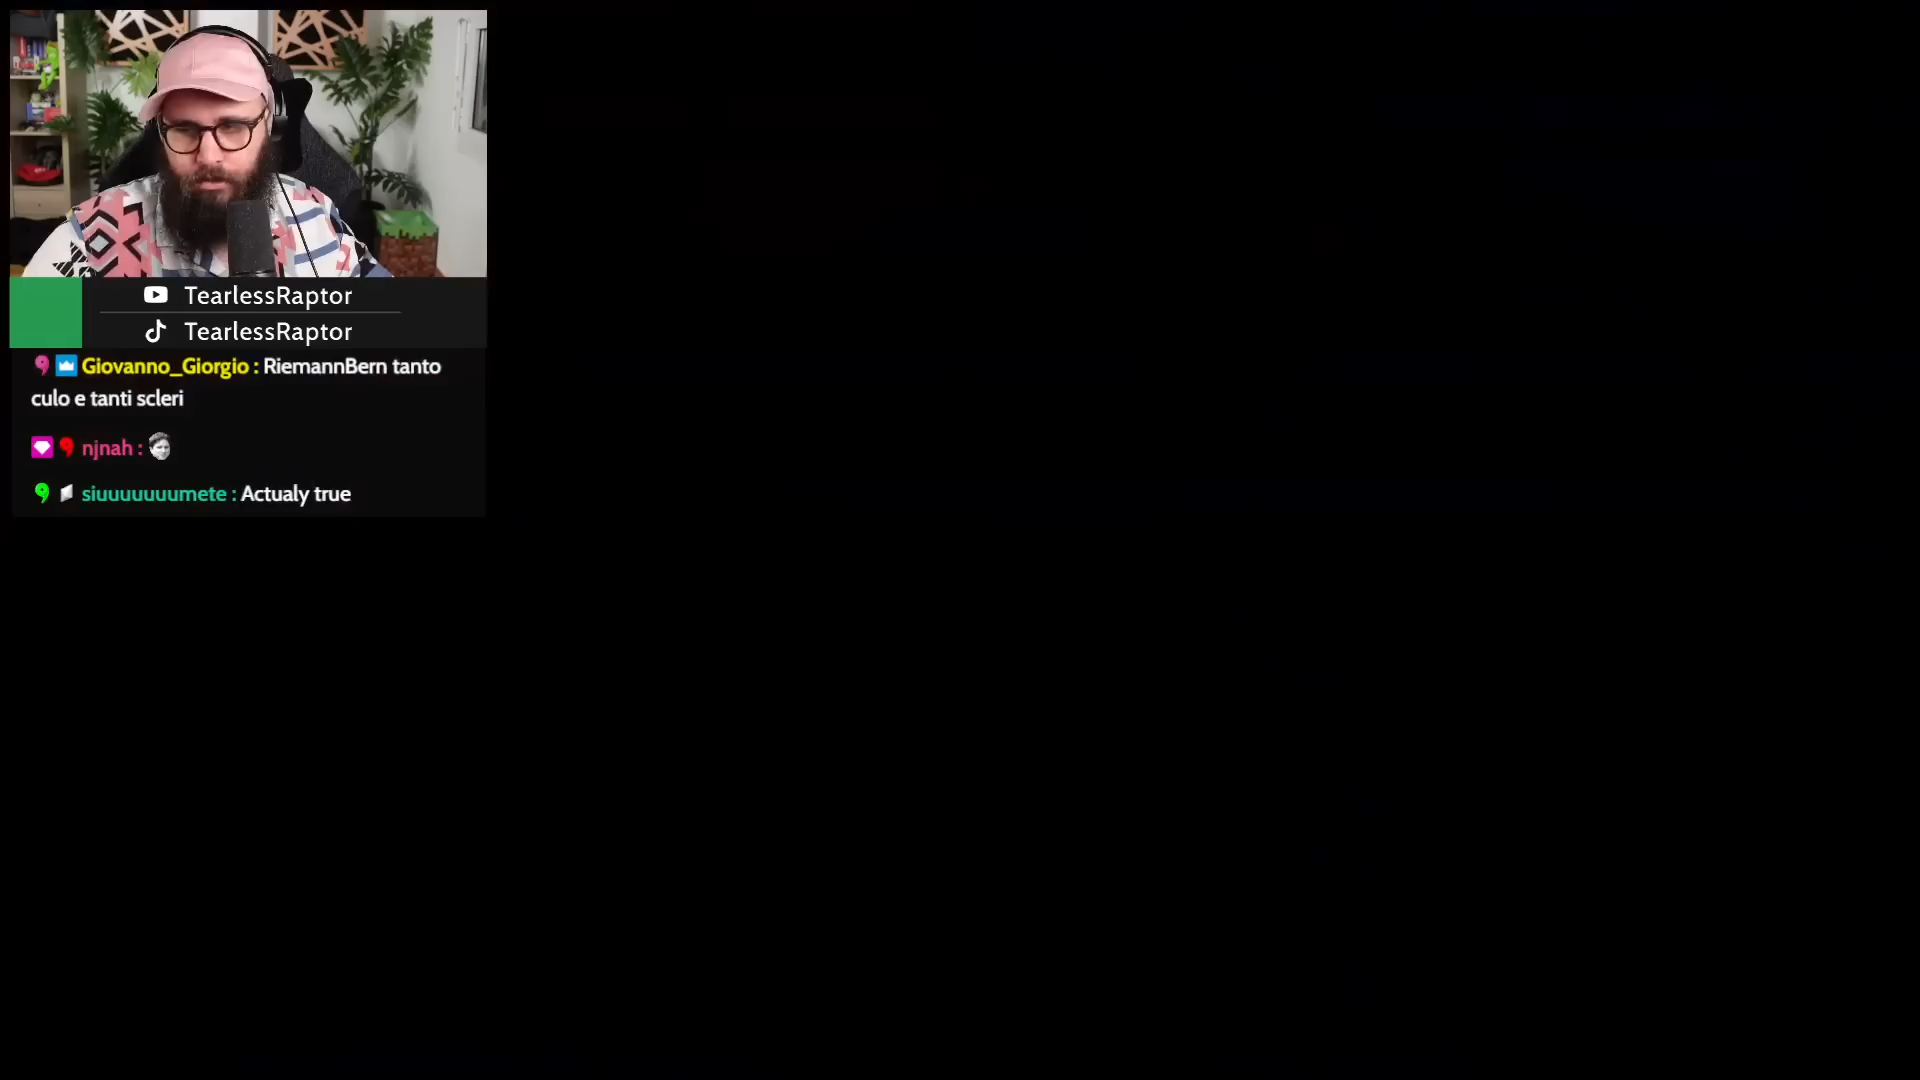 TearlessRaptor
TearlessRaptor
Giovanno_Giorgio : RiemannBern tanto
culo e tanti scleri
njnah :
siuuuuuuumete : Actualy true